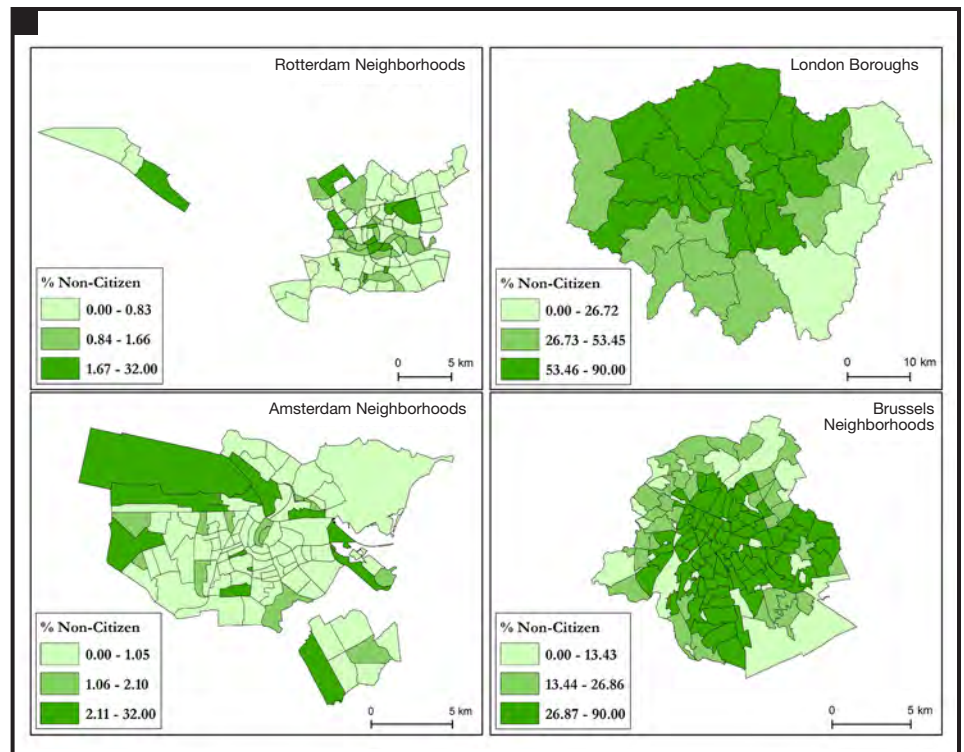 Rotterdam Neighborhoods
% Non-Citizen
0.00 - 0.83
0.84 - 1.66
1.67 - 32.00
0 5 km
London Boroughs
% Non-Citizen
0.00 - 26.72
26.73 - 53.45
53.46 - 90.00
0 10 km
Amsterdam Neighborhoods
% Non-Citizen
0.00 - 1.05
1.06 - 2.10
2.11 - 32.00
0 5 km
Brussels
Neighborhoods
% Non-Citizen
0.00 - 13.43
13.44 - 26.86
26.87 - 90.00
0 5 km